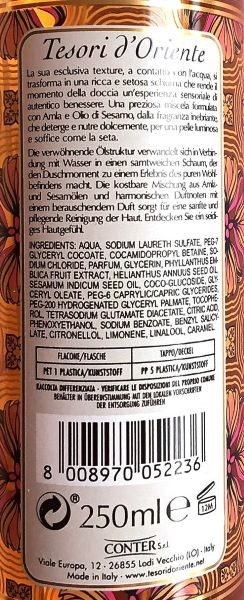 Tesori d'Oriente
La sua esclusiva texture, a contatto con l'acqua, si
trasforma in una ricca e setosa schiuma che rende il
momento della doccia un'esperienza sensoriale di
autentico benessere. Una preziosa miscela formulata
con Amla e Olio di Sesamo, dalla fragranza inebriante,
che deterge e nutre dolcemente, per una pelle luminosa
e soffice come la seta.
Die verwöhnende Ölstruktur verwandelt sich in Verbin-
dung mit Wasser in einen samtweichen Schaum, der
den Duschmoment zu einem Erlebnis des puren Wohl-
befindens macht. Die kostbare Mischung aus Amla-
und Sesamölen und harmonischen Duftnoten mit
einem berauschenden Duft sorgt für eine sanfte und
pflegende Reinigung der Haut. Entdecken Sie ein seidi-
ges Hautgefühl.
INGREDIENTS: AQUA, SODIUM LAURETH SULFATE, PEG-7
GLYCERYL COCOATE, COCAMIDOPROPYL BETAINE, SO-
DIUM CHLORIDE, PARFUM, GLYCERIN, PHYLLANTHUS EM-
BLICA FRUIT EXTRACT, HELIANTHUS ANNUUS SEED OIL,
SESAMUM INDICUM SEED OIL, COCO-GLUCOSIDE, GLYC-
ERYL OLEATE, PEG-6 CAPRYLIC/CAPRIC GLYCERIDES,
PEG-200 HYDROGENATED GLYCERYL PALMATE, TOCOPHE-
ROL, TETRASODIUM GLUTAMATE DIACETATE, CITRIC ACID,
PHENOXYETHANOL, SODIUM BENZOATE, BENZYL SALICY-
LATE, CITRONELLOL, LIMONENE, LINALOOL, CARAMEL.
FLACONE/FLASCHE TAPPO/DECKEL
PET 1 PLASTICA/KUNSTSTOFF PP 5 PLASTICA/KUNSTSTOFF
RACCOLTA DIFFERENZIATA - VERIFICARE LE DISPOSIZIONI DEL PROPRIO COMUNE
BEHÄLTER IN ÜBEREINSTIMMUNG MIT DEN LOKALEN VORSCHRIFTEN
DER ENTSORGUNG ZUFÜHREN
8 008970 052236
250ml e 12M
CONTER S.r.l.
Viale Europa, 12 - 26855 Lodi Vecchio (LO) - Italy
Made in Italy - www.tesoridoriente.net